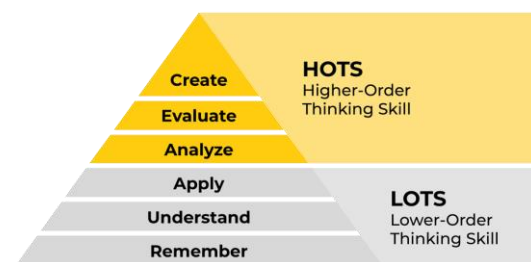 Create
Evaluate
Analyze
Apply
Understand
Remember
HOTS
Higher-Order
Thinking Skill
LOTS
Lower-Order
Thinking Skill